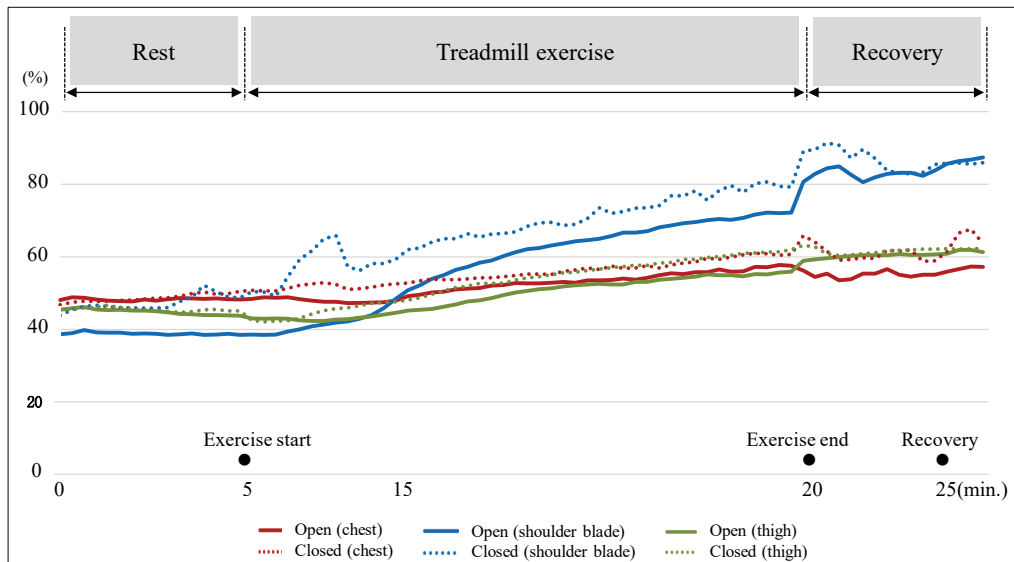 Rest Treadmill exercise Recovery
(%)
100
80
60
40
20
Exercise start Exercise end Recovery
0
0 5 15 20 25(min.)
Open (chest) Open (shoulder blade) Open (thigh)
Closed (chest) Closed (shoulder blade) Closed (thigh)